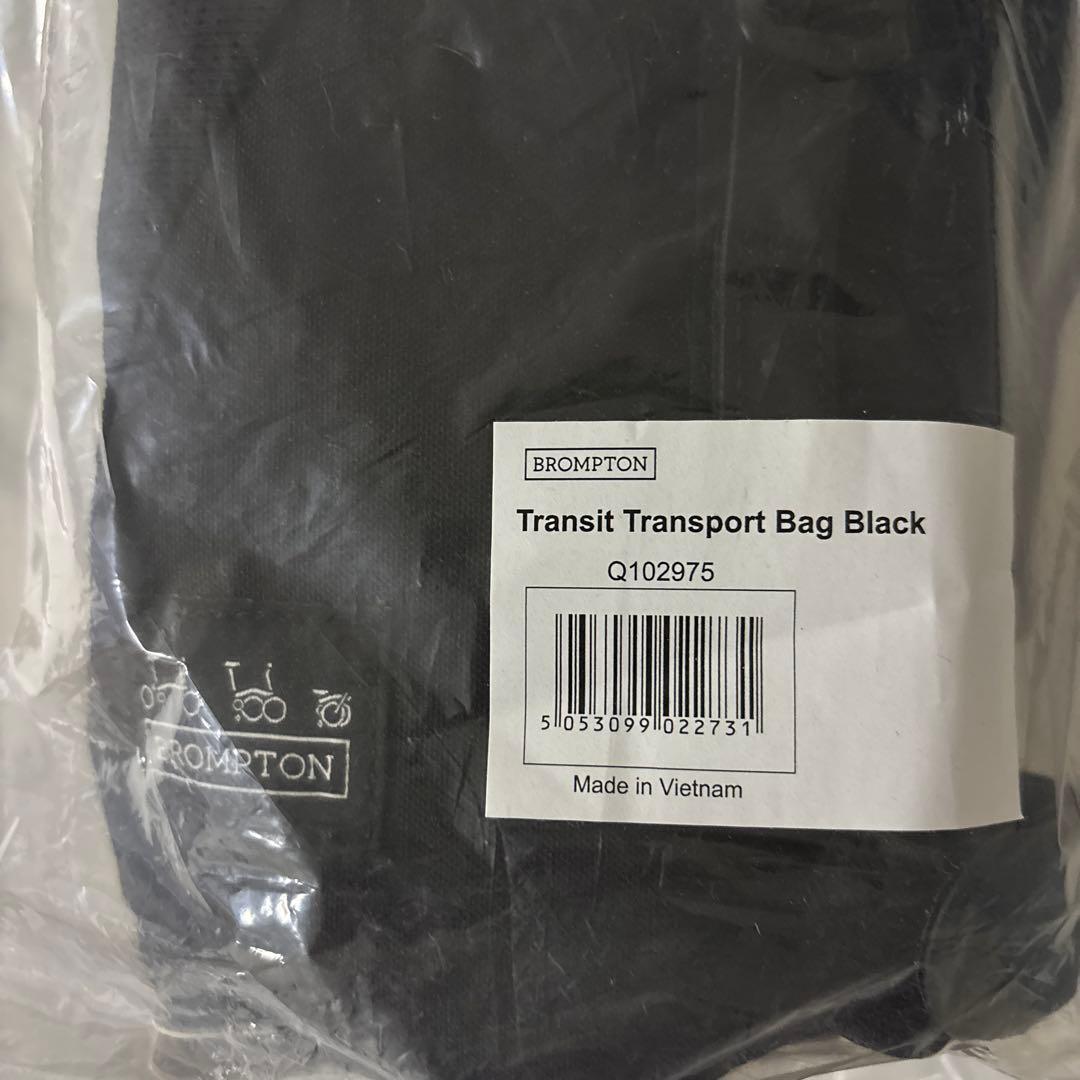 BROMPTON
Transit Transport Bag Black
Q102975
5 053099 022731
Made in Vietnam
BROMPTON